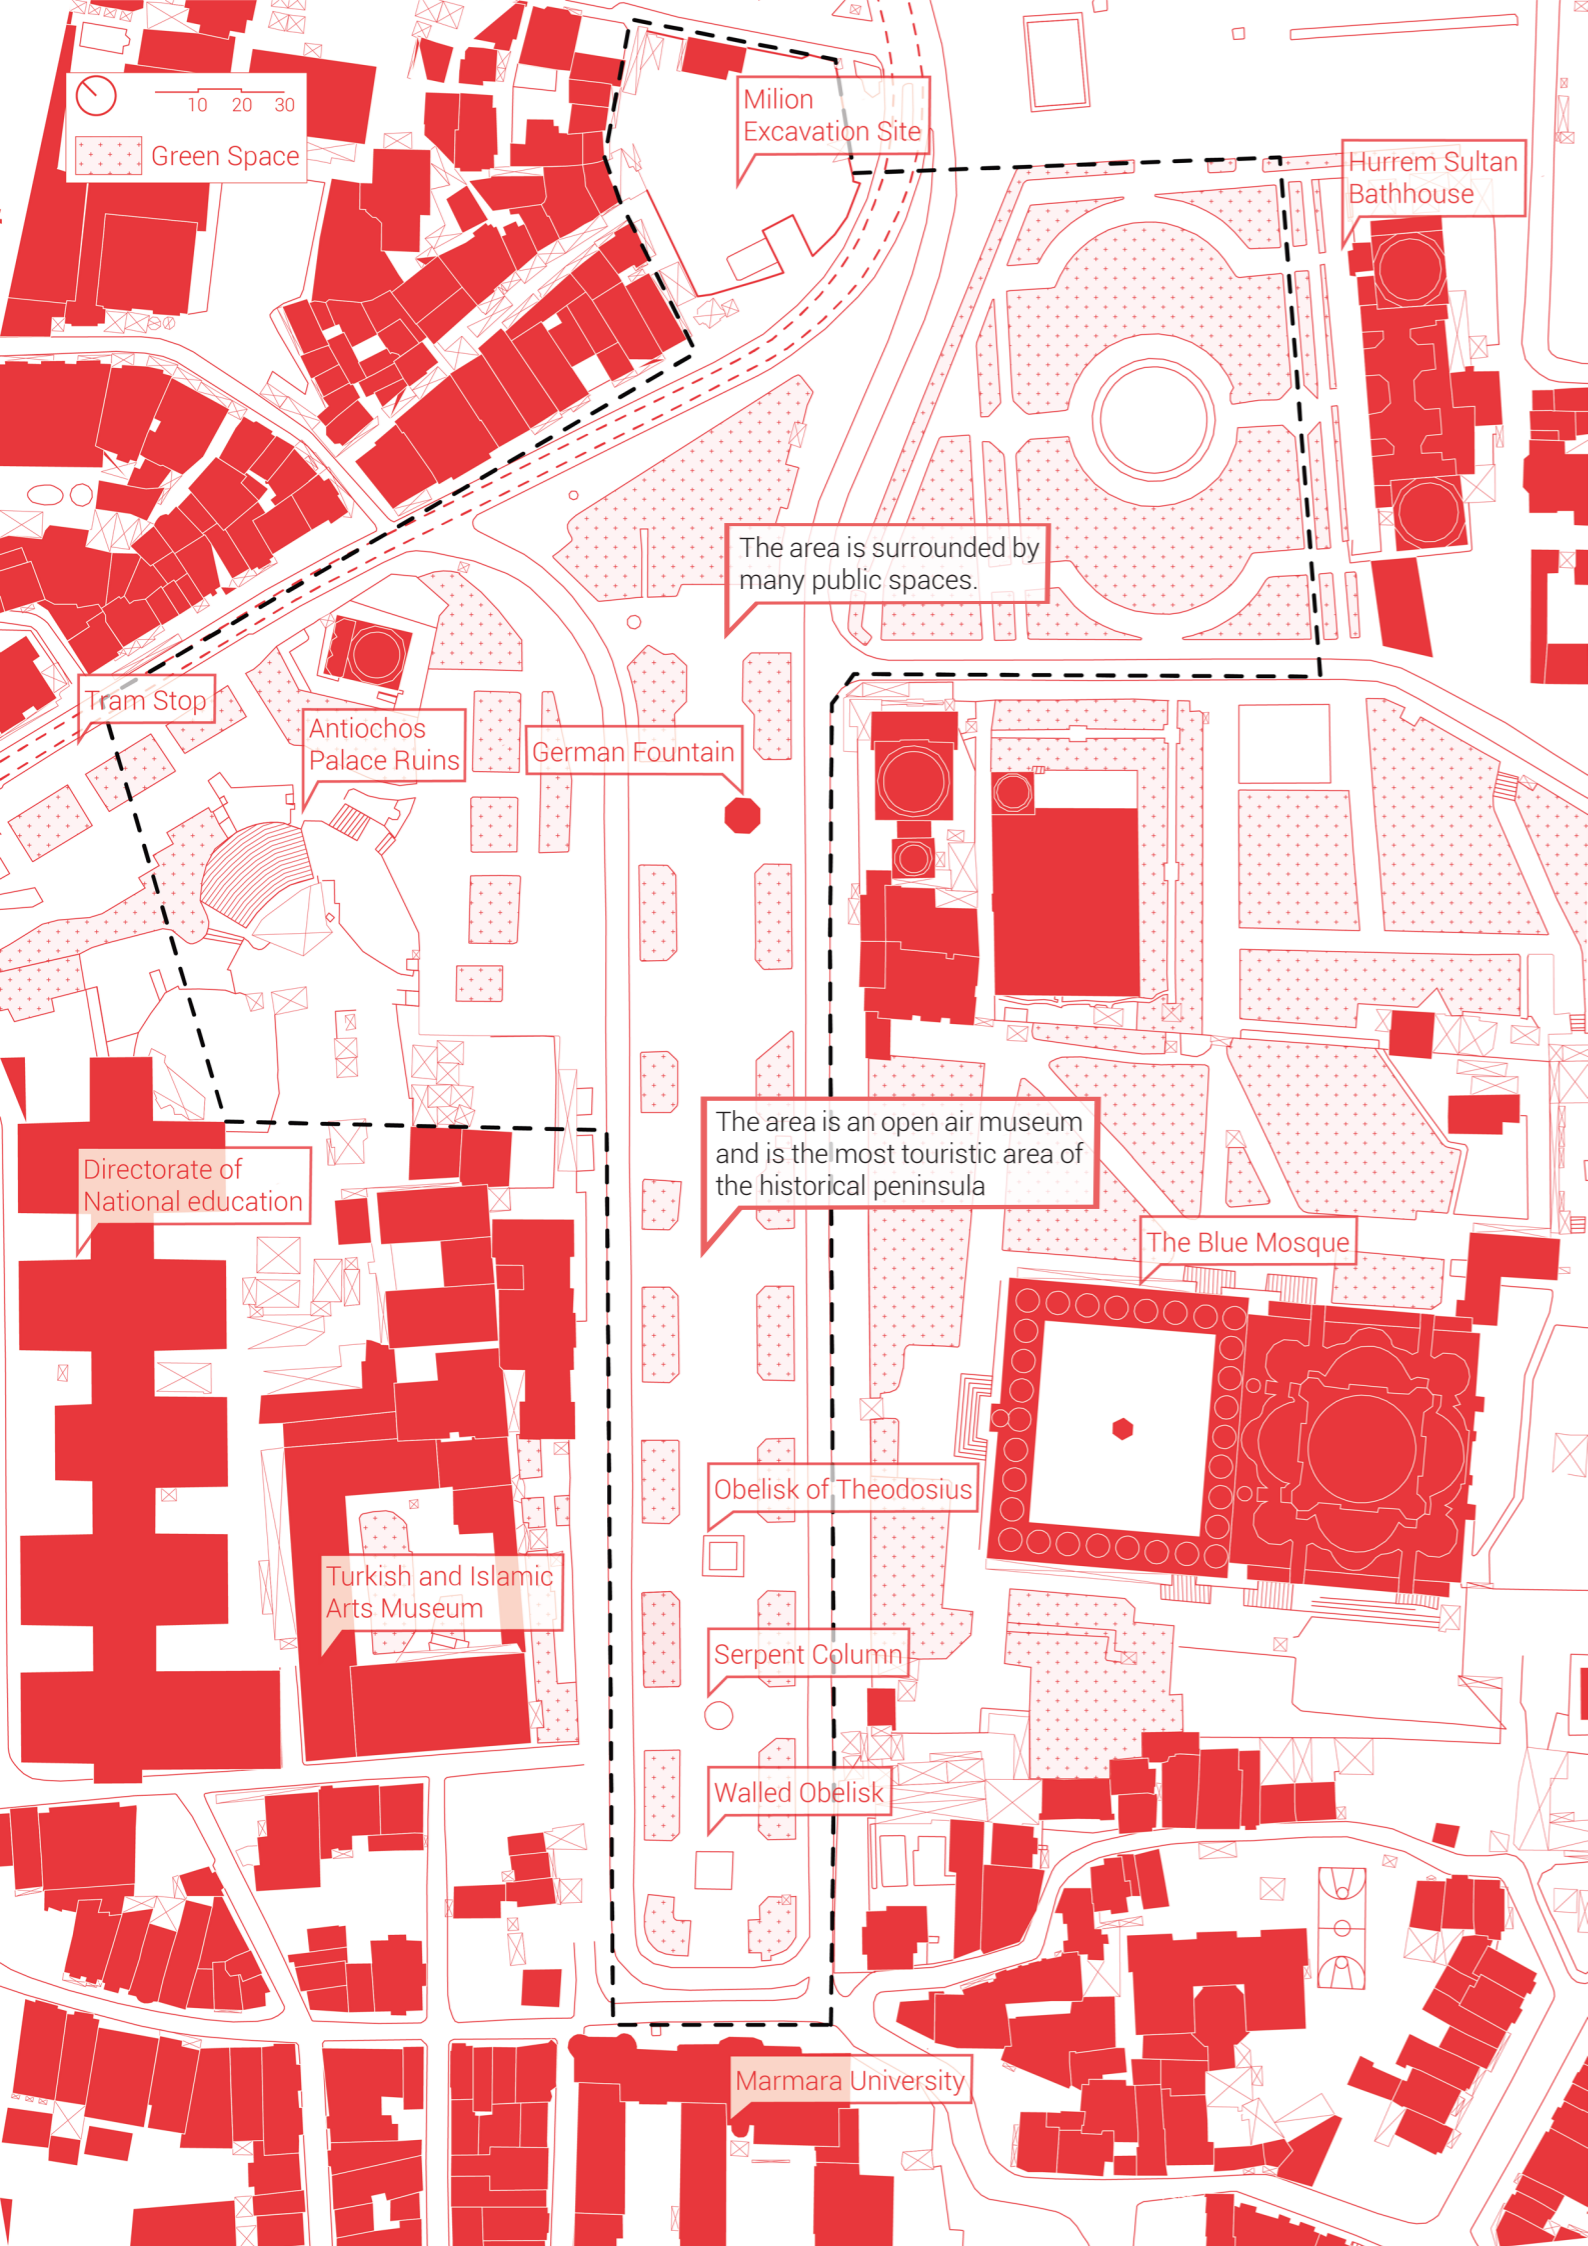 10 20 30
Green Space
Milion
Excavation Site
Hurrem Sultan
Bathhouse
The area is surrounded by
many public spaces.
Tram Stop
Antiochos
Palace Ruins
German Fountain
The area is an open air museum
and is the most touristic area of
the historical peninsula
Directorate of
National education
The Blue Mosque
Obelisk of Theodosius
Turkish and Islamic
Arts Museum
Serpent Column
Walled Obelisk
Marmara University